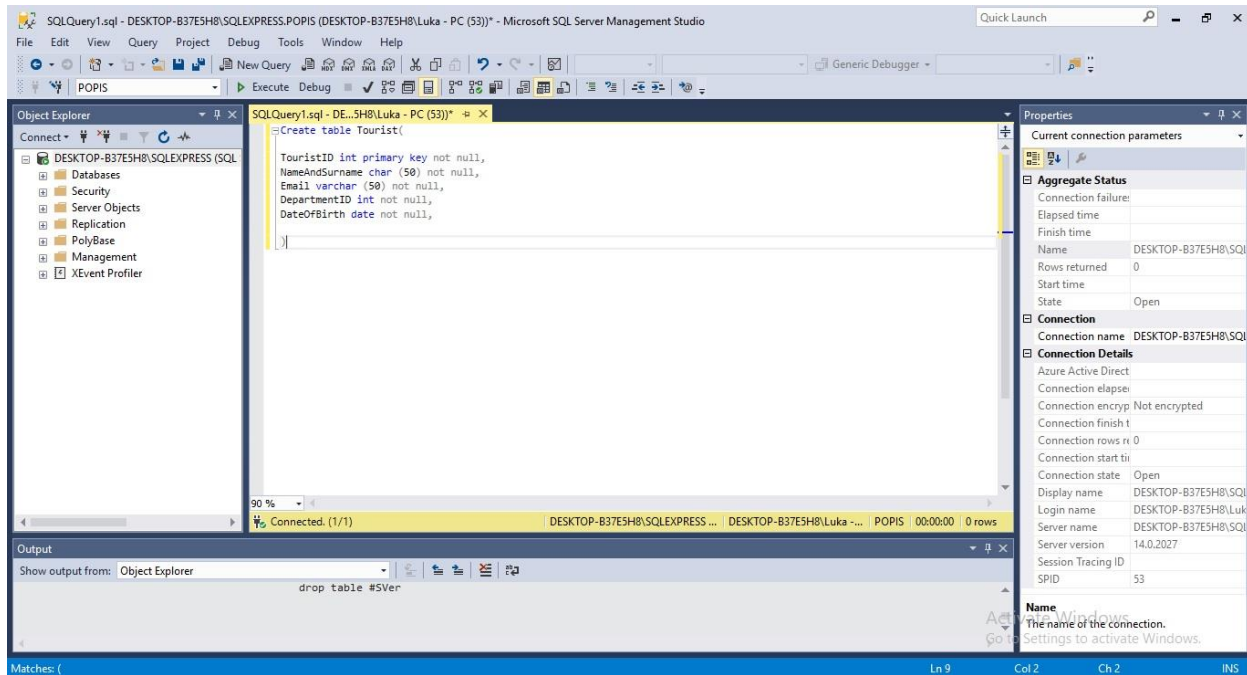 SQLQuery1.sql - DESKTOP-B37E5H8\SQLEXPRESS.POPIS (DESKTOP-B37E5H8\Luka - PC (53))* - Microsoft SQL Server Management Studio
Quick Launch
File Edit View Query Project Debug Tools Window Help
New Query MDX DMX XMLA DAX
Generic Debugger
POPIS
Execute Debug
Object Explorer
Connect
DESKTOP-B37E5H8\SQLEXPRESS (SQL
Databases
Security
Server Objects
Replication
PolyBase
Management
XEvent Profiler
SQLQuery1.sql - DE...5H8\Luka - PC (53))*
Create table Tourist(
TouristID int primary key not null,
NameAndSurname char (50) not null,
Email varchar (50) not null,
DepartmentID int not null,
DateOfBirth date not null,
)
90 %
Connected. (1/1)
DESKTOP-B37E5H8\SQLEXPRESS ... DESKTOP-B37E5H8\Luka -... POPIS 00:00:00 0 rows
Properties
Current connection parameters
Aggregate Status
Connection failures
Elapsed time
Finish time
Name DESKTOP-B37E5H8\SQL
Rows returned 0
Start time
State Open
Connection
Connection name DESKTOP-B37E5H8\SQL
Connection Details
Azure Active Direct
Connection elapse
Connection encryp Not encrypted
Connection finish t
Connection rows re 0
Connection start ti
Connection state Open
Display name DESKTOP-B37E5H8\SQL
Login name DESKTOP-B37E5H8\Luk
Server name DESKTOP-B37E5H8\SQL
Server version 14.0.2027
Session Tracing ID
SPID 53
Name
The name of the connection.
Activate Windows
Go to Settings to activate Windows.
Output
Show output from: Object Explorer
drop table #SVer
Matches: (
Ln 9 Col 2 Ch 2 INS